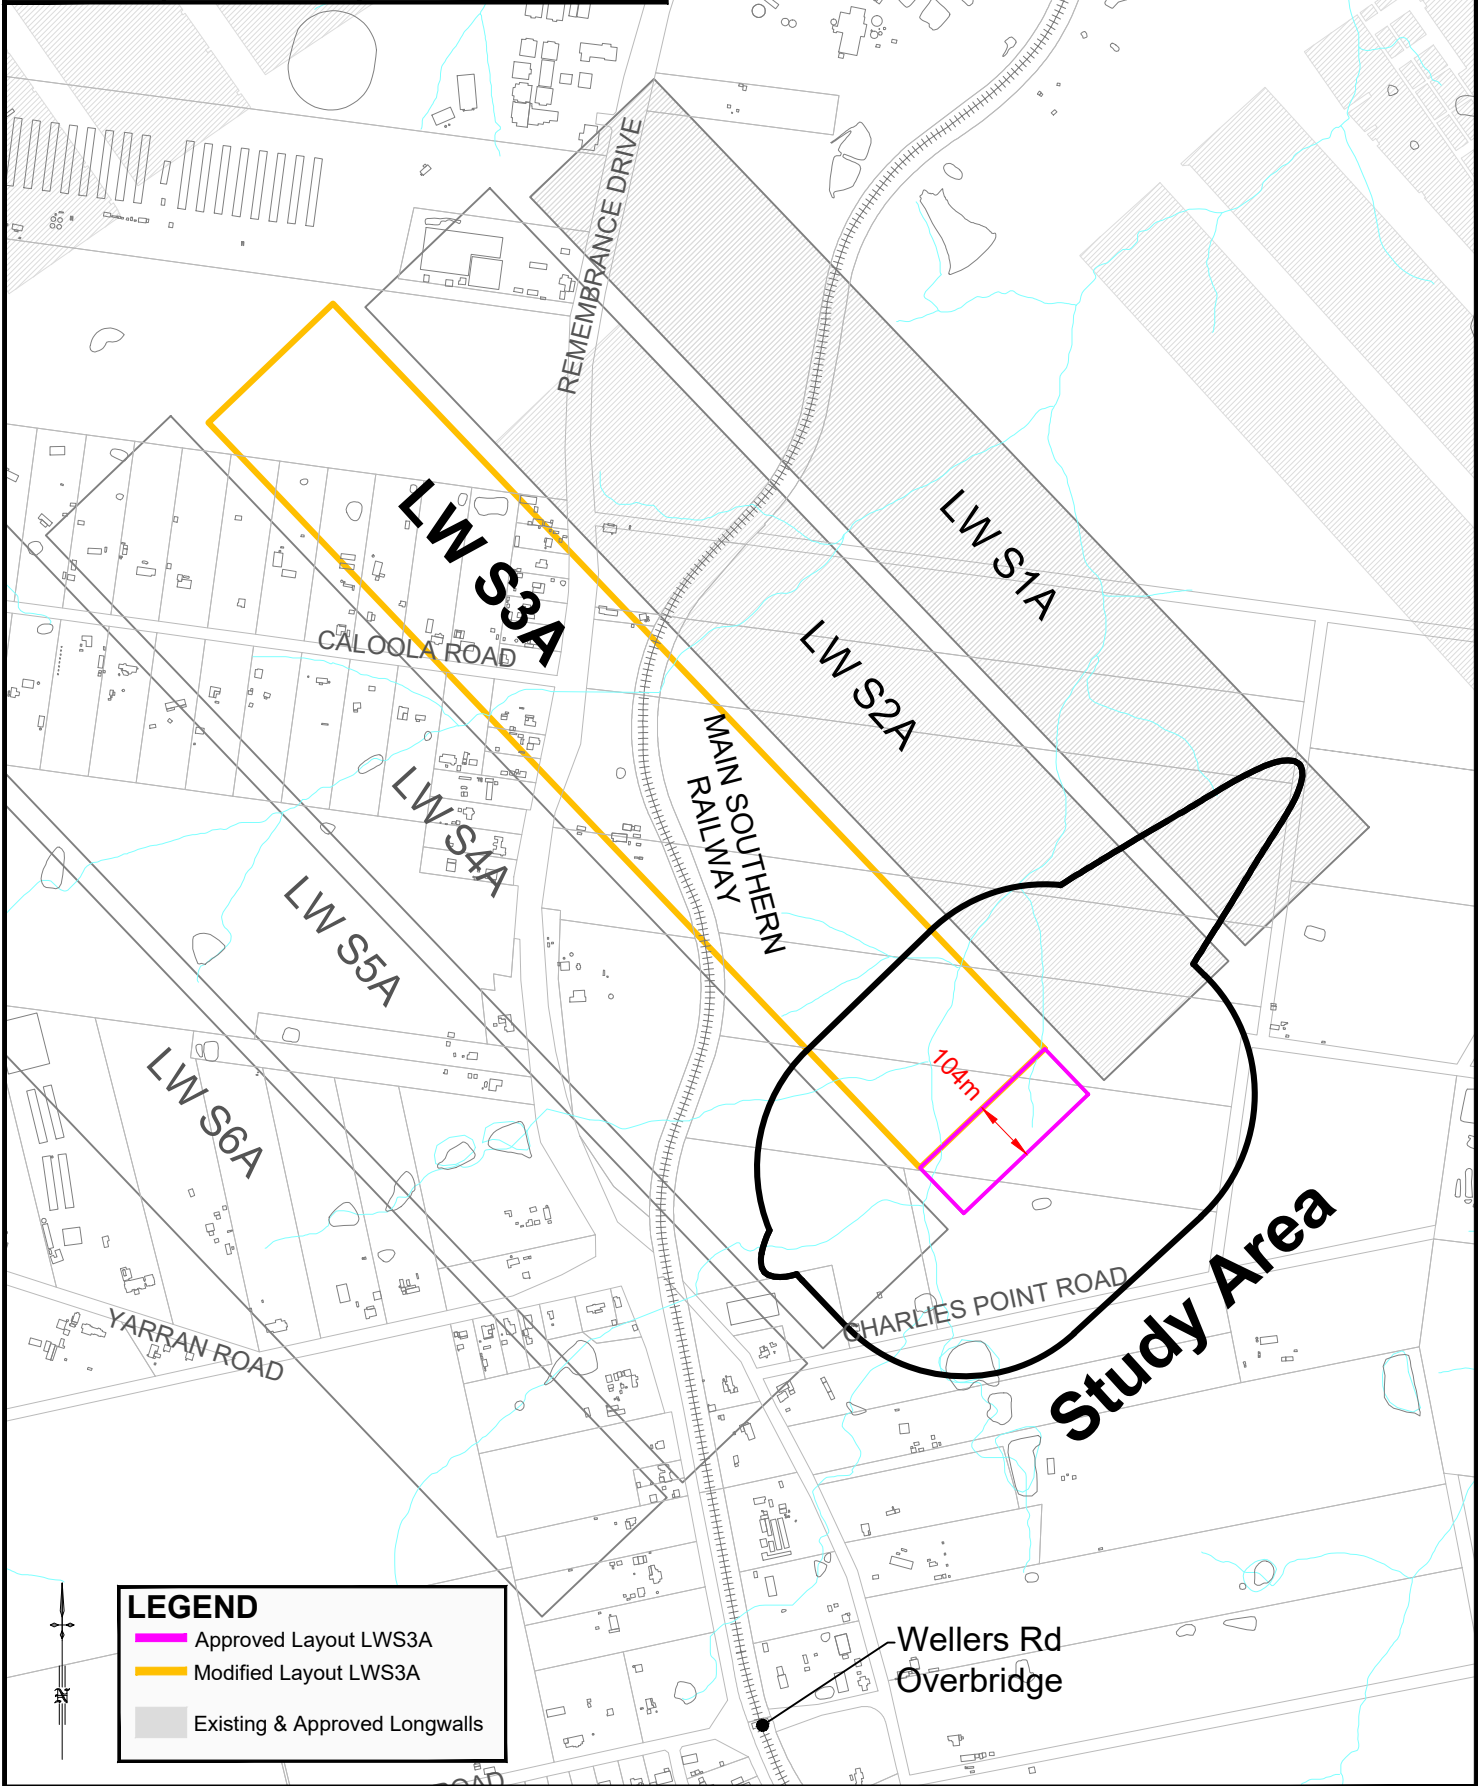 REMEMBRANCE DRIVE
LW S1A
LW S3A
LW S2A
CALOOLA ROAD
MAIN SOUTHERN
RAILWAY
LW S4A
LW S5A
104m
LW S6A
CHARLIES POINT ROAD
Study Area
YARRAN ROAD
LEGEND
Approved Layout LWS3A
Modified Layout LWS3A
Existing & Approved Longwalls
N
Wellers Rd
Overbridge
ROAD